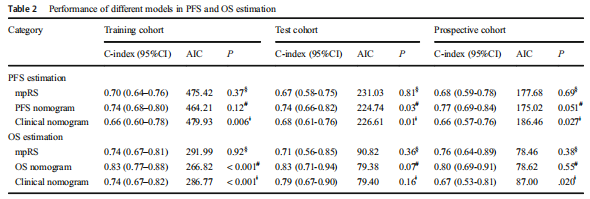 Table 2 Performance of different models in PFS and OS estimation
Category Training cohort Test cohort Prospective cohort
C-index (95%CI) AIC P C-index (95%CI) AIC P C-index (95%CI) AIC P
PFS estimation
mpRS 0.70 (0.64–0.76) 475.42 0.37§ 0.67 (0.58-0.75) 231.03 0.81§ 0.68 (0.59-0.78) 177.68 0.69§
PFS nomogram 0.74 (0.68–0.80) 464.21 0.12# 0.74 (0.66-0.82) 224.74 0.03# 0.77 (0.69-0.84) 175.02 0.051#
Clinical nomogram 0.66 (0.60-0.78) 479.93 0.006‡ 0.68 (0.61-0.76) 226.61 0.01‡ 0.66 (0.57-0.76) 186.46 0.027‡
OS estimation
mpRS 0.74 (0.67–0.81) 291.99 0.92§ 0.71 (0.56-0.85) 90.82 0.36§ 0.76 (0.64-0.89) 78.46 0.38§
OS nomogram 0.83 (0.77–0.88) 266.82 < 0.001# 0.83 (0.71-0.94) 79.38 0.07# 0.80 (0.69-0.91) 78.62 0.55#
Clinical nomogram 0.74 (0.67–0.82) 286.77 < 0.001‡ 0.79 (0.67-0.90) 79.40 0.16‡ 0.67 (0.53-0.81) 87.00 .020‡